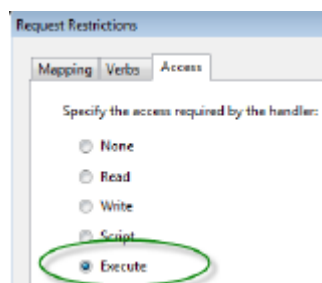 Request Restrictions
Mapping Verbs Access
Specify the access required by the handler:
None
Read
Write
Script
Execute